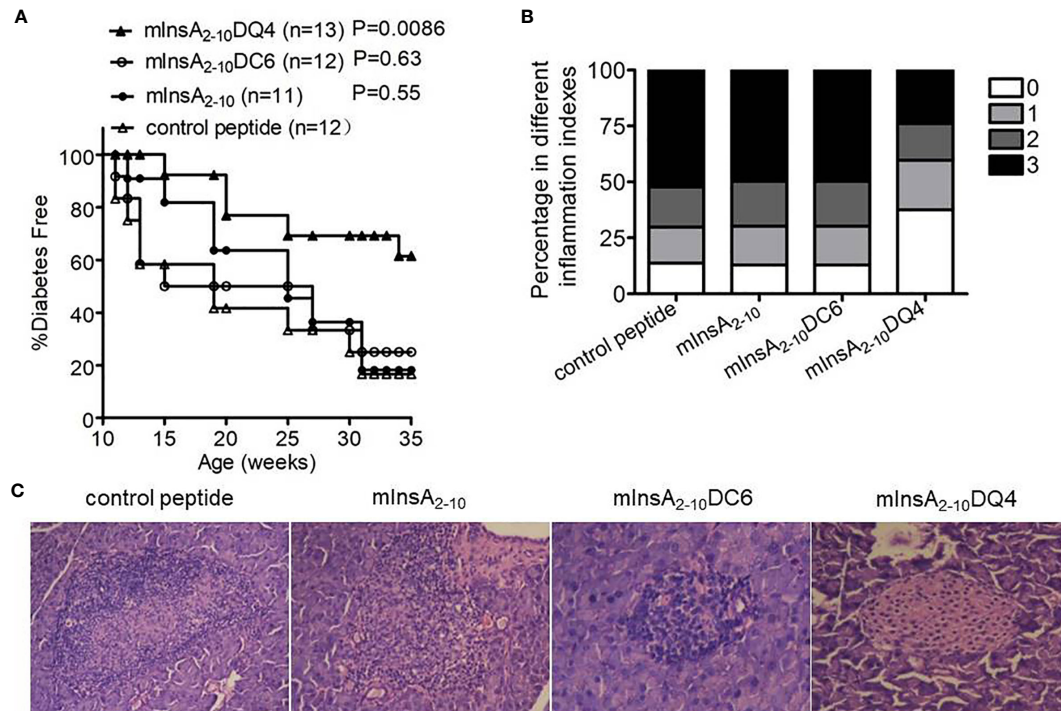 A
mInsA2-10DQ4 (n=13) P=0.0086
mInsA2-10DC6 (n=12) P=0.63
mInsA2-10 (n=11) P=0.55
control peptide (n=12）
%Diabetes Free
100
80
60
40
20
0
10 15 20 25 30 35
Age (weeks)
B
Percentage in different
inflammation indexes
100
75
50
25
0
control peptide
mInsA2-10
mInsA2-10DC6
mInsA2-10DQ4
0
1
2
3
C
control peptide mInsA2-10 mInsA2-10DC6 mInsA2-10DQ4